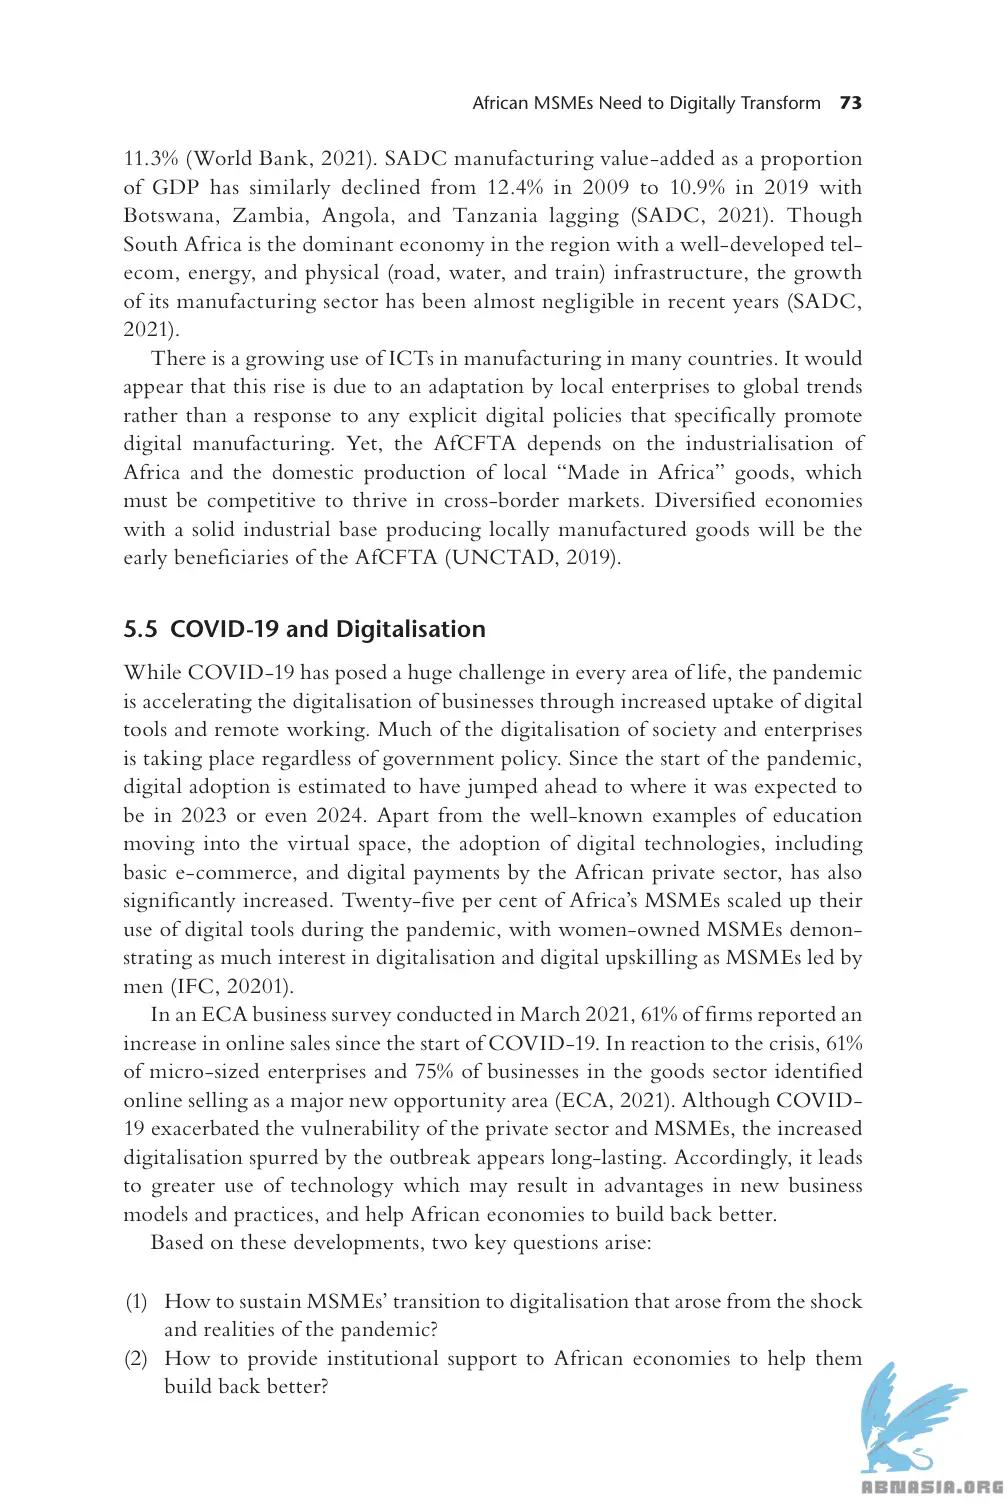 African MSMEs Need to Digitally Transform 73
11.3% (World Bank, 2021). SADC manufacturing value-added as a proportion
of GDP has similarly declined from 12.4% in 2009 to 10.9% in 2019 with
Botswana, Zambia, Angola, and Tanzania lagging (SADC, 2021). Though
South Africa is the dominant economy in the region with a well-developed tel-
ecom, energy, and physical (road, water, and train) infrastructure, the growth
of its manufacturing sector has been almost negligible in recent years (SADC,
2021).
There is a growing use of ICTs in manufacturing in many countries. It would
appear that this rise is due to an adaptation by local enterprises to global trends
rather than a response to any explicit digital policies that specifically promote
digital manufacturing. Yet, the AfCFTA depends on the industrialisation of
Africa and the domestic production of local “Made in Africa” goods, which
must be competitive to thrive in cross-border markets. Diversified economies
with a solid industrial base producing locally manufactured goods will be the
early beneficiaries of the AfCFTA (UNCTAD, 2019).
5.5 COVID-19 and Digitalisation
While COVID-19 has posed a huge challenge in every area of life, the pandemic
is accelerating the digitalisation of businesses through increased uptake of digital
tools and remote working. Much of the digitalisation of society and enterprises
is taking place regardless of government policy. Since the start of the pandemic,
digital adoption is estimated to have jumped ahead to where it was expected to
be in 2023 or even 2024. Apart from the well-known examples of education
moving into the virtual space, the adoption of digital technologies, including
basic e-commerce, and digital payments by the African private sector, has also
significantly increased. Twenty-five per cent of Africa’s MSMEs scaled up their
use of digital tools during the pandemic, with women-owned MSMEs demon-
strating as much interest in digitalisation and digital upskilling as MSMEs led by
men (IFC, 20201).
In an ECA business survey conducted in March 2021, 61% of firms reported an
increase in online sales since the start of COVID-19. In reaction to the crisis, 61%
of micro-sized enterprises and 75% of businesses in the goods sector identified
online selling as a major new opportunity area (ECA, 2021). Although COVID-
19 exacerbated the vulnerability of the private sector and MSMEs, the increased
digitalisation spurred by the outbreak appears long-lasting. Accordingly, it leads
to greater use of technology which may result in advantages in new business
models and practices, and help African economies to build back better.
Based on these developments, two key questions arise:
(1) How to sustain MSMEs’ transition to digitalisation that arose from the shock
and realities of the pandemic?
(2) How to provide institutional support to African economies to help them
build back better?
ABNASIA.ORG